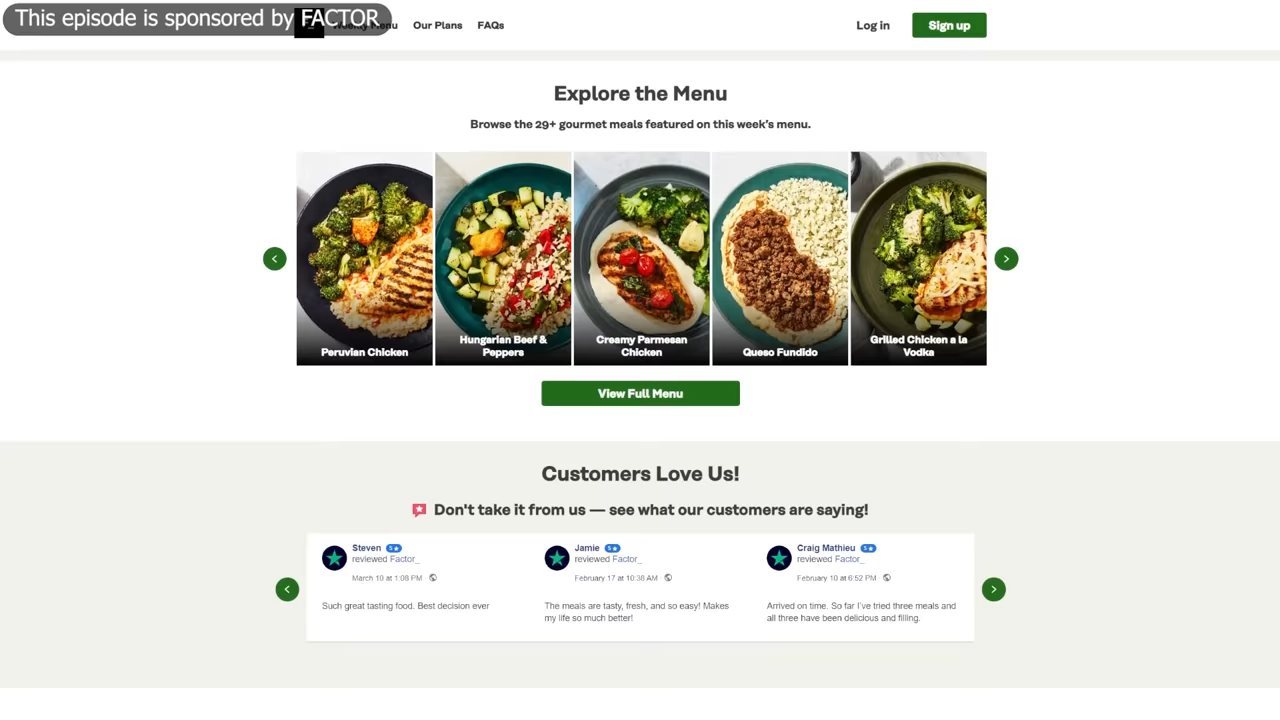 This episode is sponsored by FACTOR
Our Plans
FAQs
Log in
Sign up
Explore the Menu
Browse the 29+ gourmet meals featured on this week's menu.
Peruvian Chicken
Hungarian Beef &
Peppers
Creamy Parmesan
Chicken
Queso Fundido
Grilled Chicken a la
Vodka
View Full Menu
Customers Love Us!
Don't take it from us — see what our customers are saying!
Steven 5★
reviewed Factor_
March 10 at 1:08 PM
Such great tasting food. Best decision ever
Jamie 5★
reviewed Factor_
February 17 at 10:38 AM
The meals are tasty, fresh, and so easy! Makes
my life so much better!
Craig Mathieu 5★
reviewed Factor_
February 10 at 6:52 PM
Arrived on time. So far I've tried three meals and
all three have been delicious and filling.